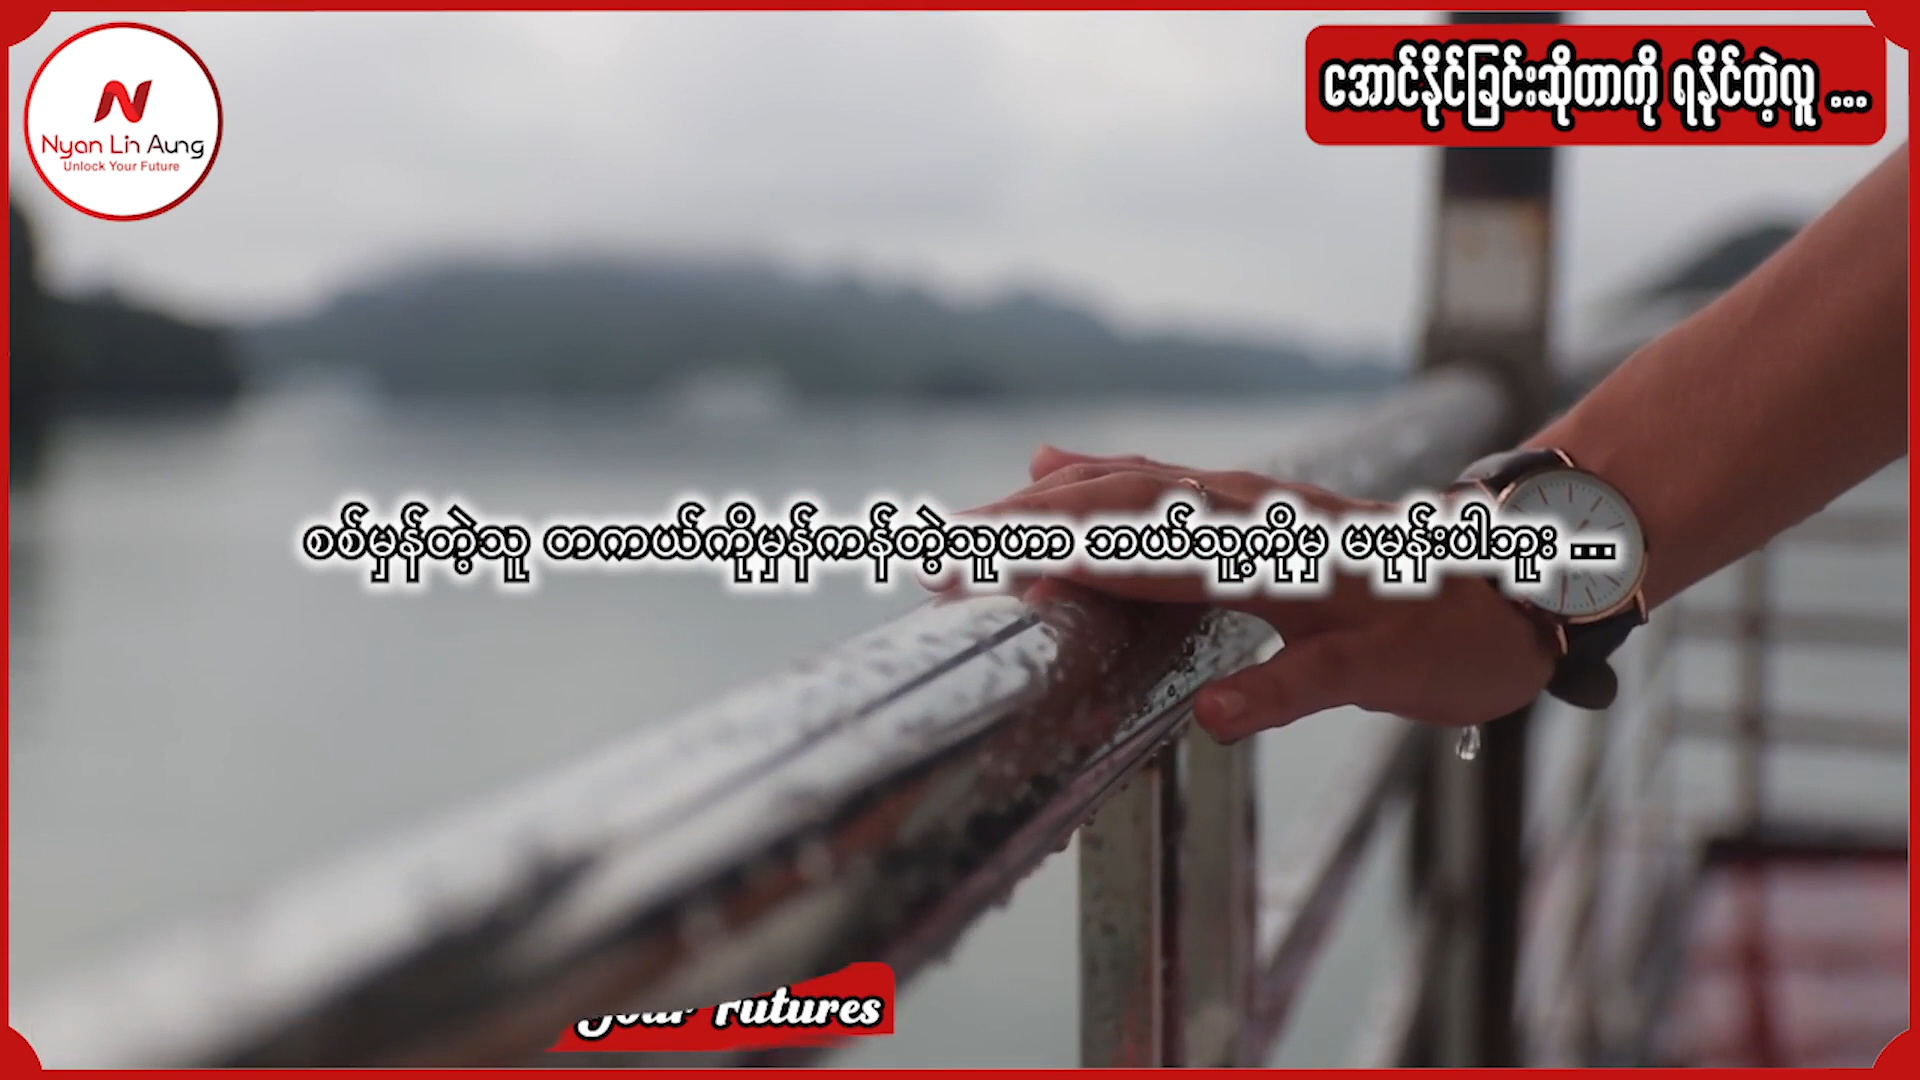 Nyan Lin Aung
Unlock Your Future
အောင်နိုင်ခြင်းဆိုတာကို ရနိုင်တဲ့လူ ...
စစ်မှန်တဲ့သူ တကယ်ကိုမှန်ကန်တဲ့သူဟာ ဘယ်သူ့ကိုမှ မမုန်းပါဘူး ...
Your Futures